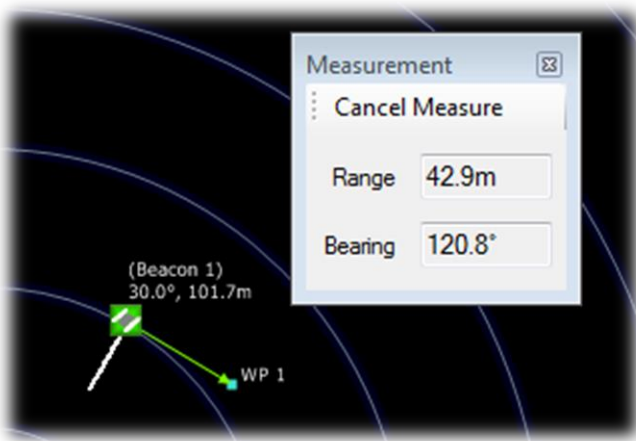 Measurement
Cancel Measure
Range 42.9m
Bearing 120.8°
(Beacon 1)
30.0°, 101.7m
WP 1